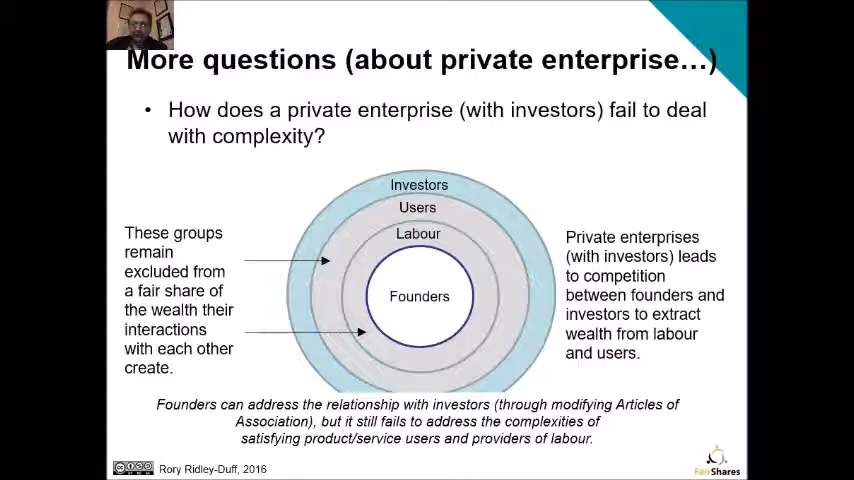 More questions (about private enterprise…)
• How does a private enterprise (with investors) fail to deal
with complexity?
Investors
Users
Labour
Founders
These groups
remain
excluded from
a fair share of
the wealth their
interactions
with each other
create.
Private enterprises
(with investors) leads
to competition
between founders and
investors to extract
wealth from labour
and users.
Founders can address the relationship with investors (through modifying Articles of
Association), but it still fails to address the complexities of
satisfying product/service users and providers of labour.
Rory Ridley-Duff, 2016
FairShares